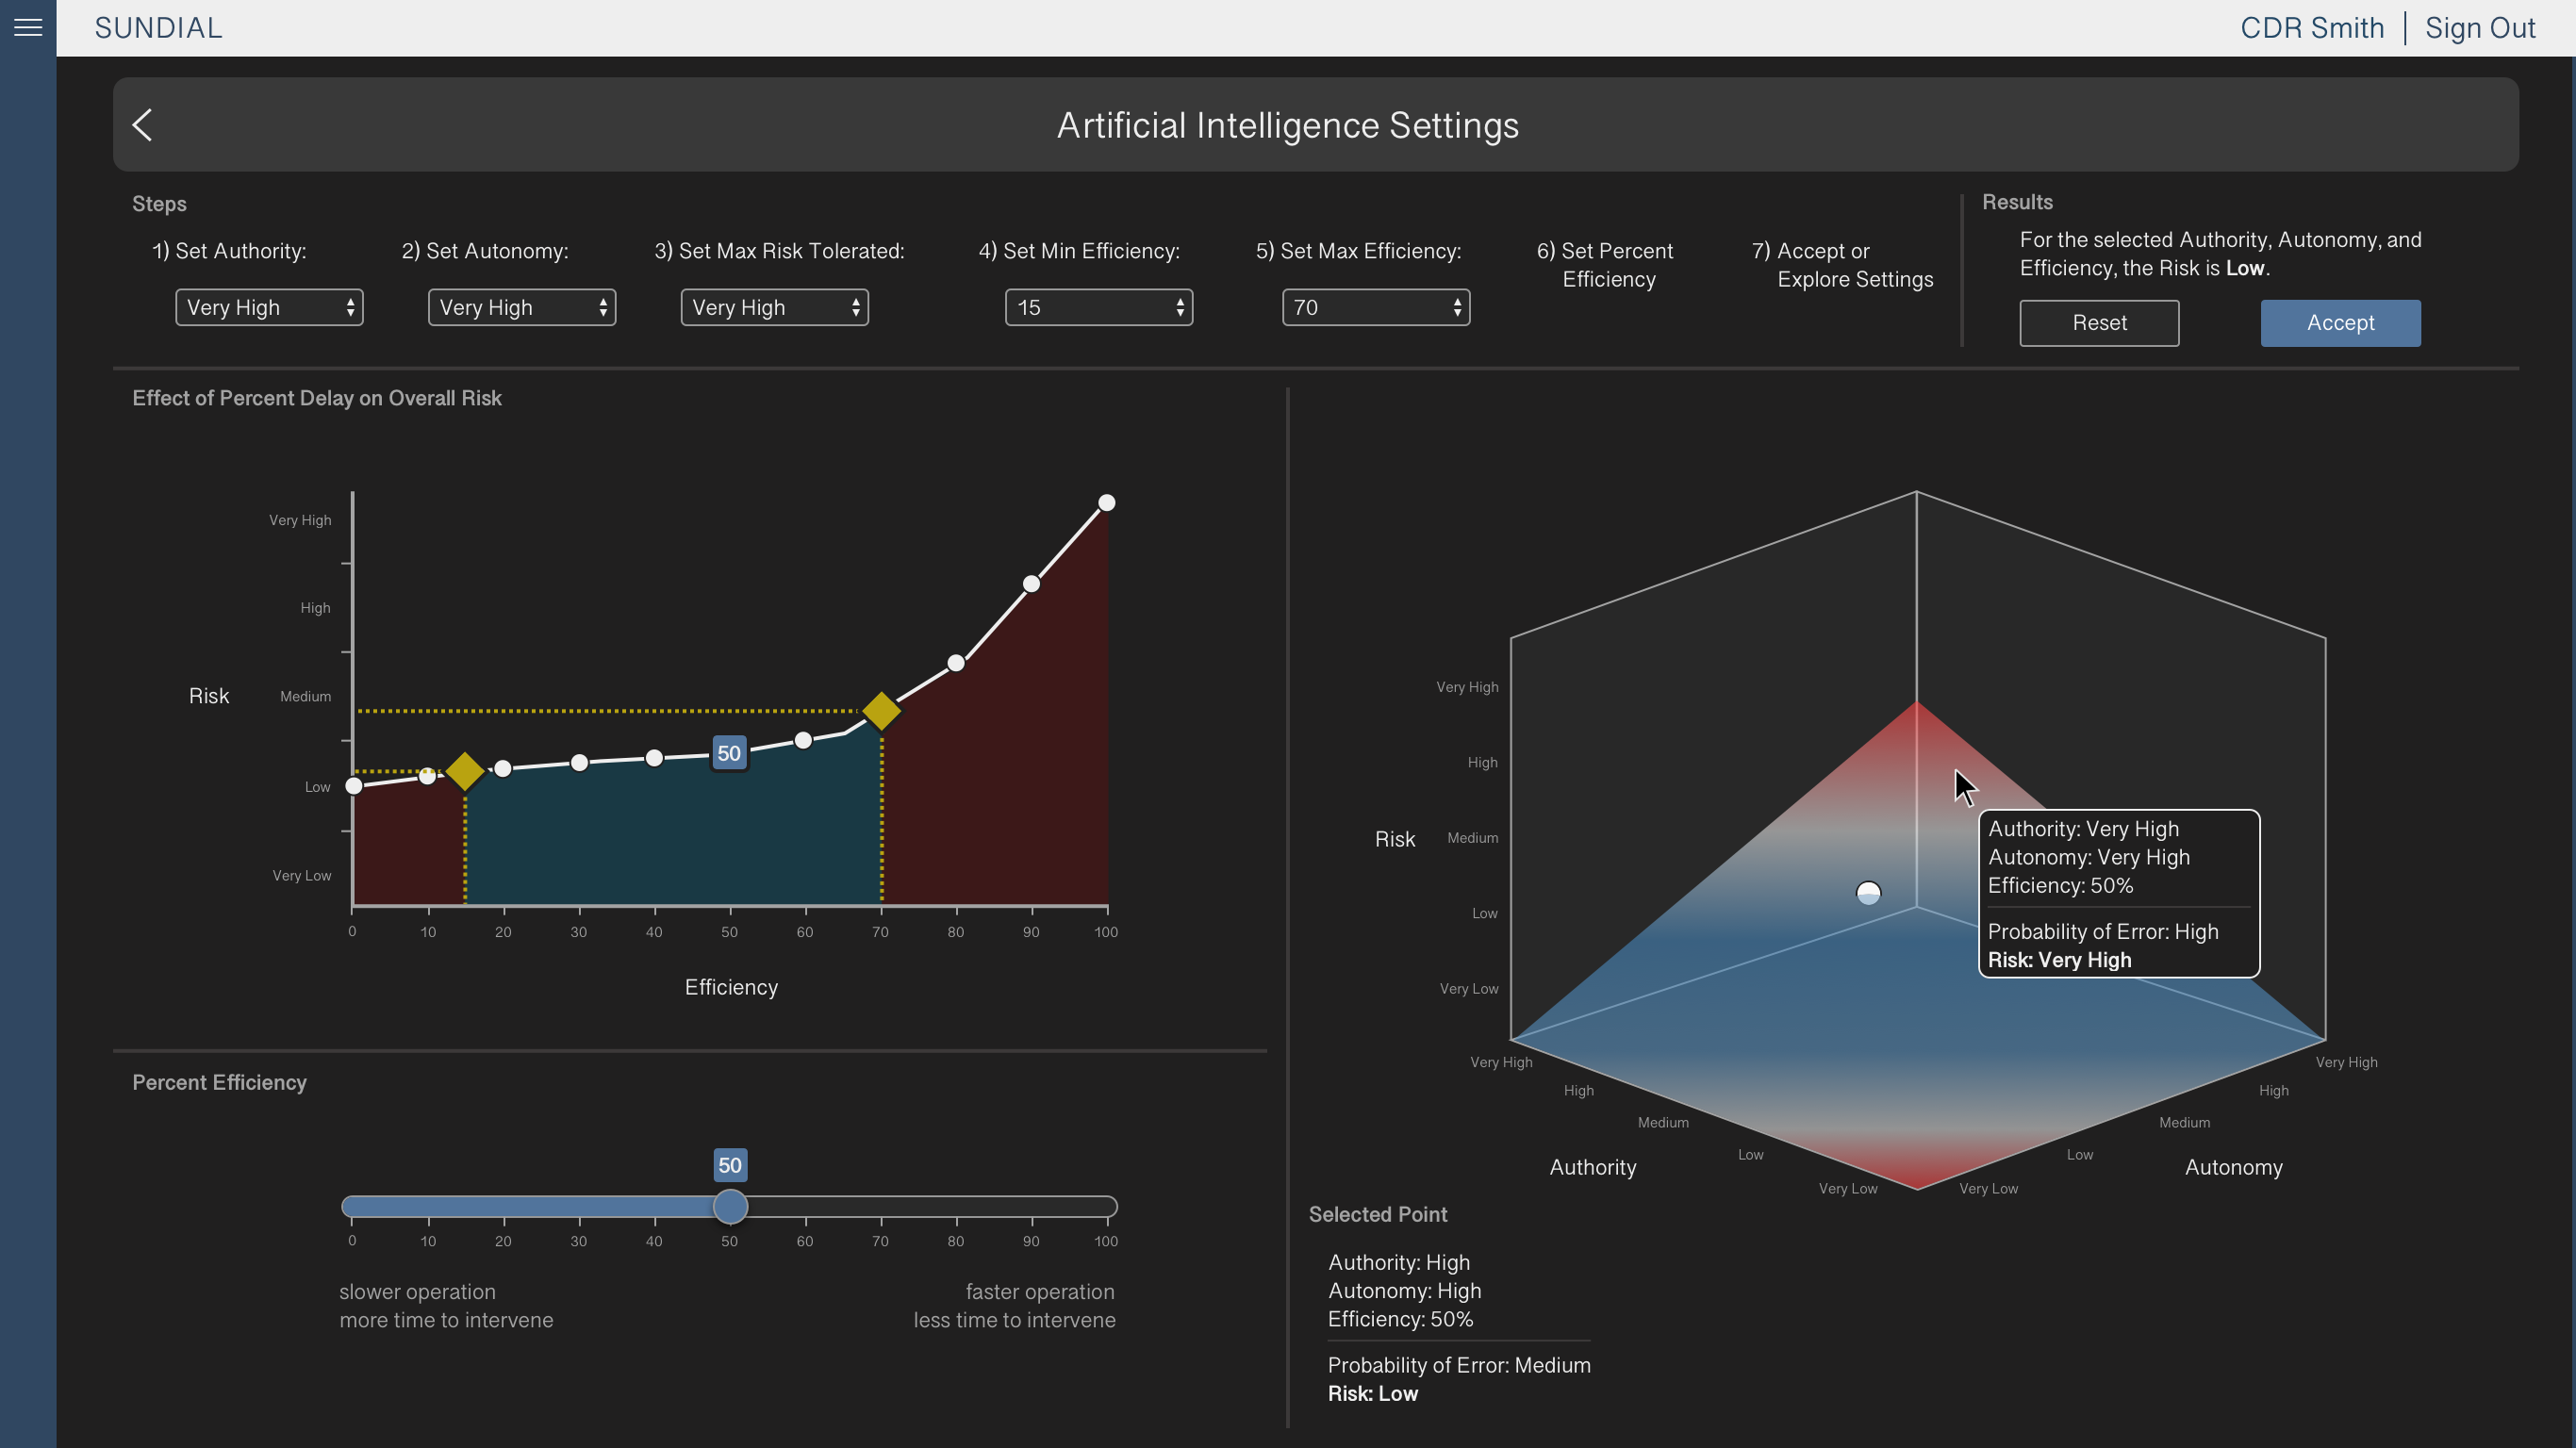 SUNDIAL
CDR Smith
Sign Out
Artificial Intelligence Settings
Steps
1) Set Authority:
Very High
2) Set Autonomy:
Very High
3) Set Max Risk Tolerated:
Very High
4) Set Min Efficiency:
15
5) Set Max Efficiency:
70
6) Set Percent
Efficiency
7) Accept or
Explore Settings
Results
For the selected Authority, Autonomy, and
Efficiency, the Risk is Low.
Reset
Accept
Effect of Percent Delay on Overall Risk
Very High
High
Medium
Low
Very Low
Risk
50
0 10 20 30 40 50 60 70 80 90 100
Efficiency
Percent Efficiency
50
0 10 20 30 40 50 60 70 80 90 100
slower operation
more time to intervene
faster operation
less time to intervene
Very High
High
Medium
Low
Very Low
Risk
Authority: Very High
Autonomy: Very High
Efficiency: 50%
Probability of Error: High
Risk: Very High
Very High
High
Medium
Low
Very Low
Authority
Very High
High
Medium
Low
Very Low
Autonomy
Selected Point
Authority: High
Autonomy: High
Efficiency: 50%
Probability of Error: Medium
Risk: Low